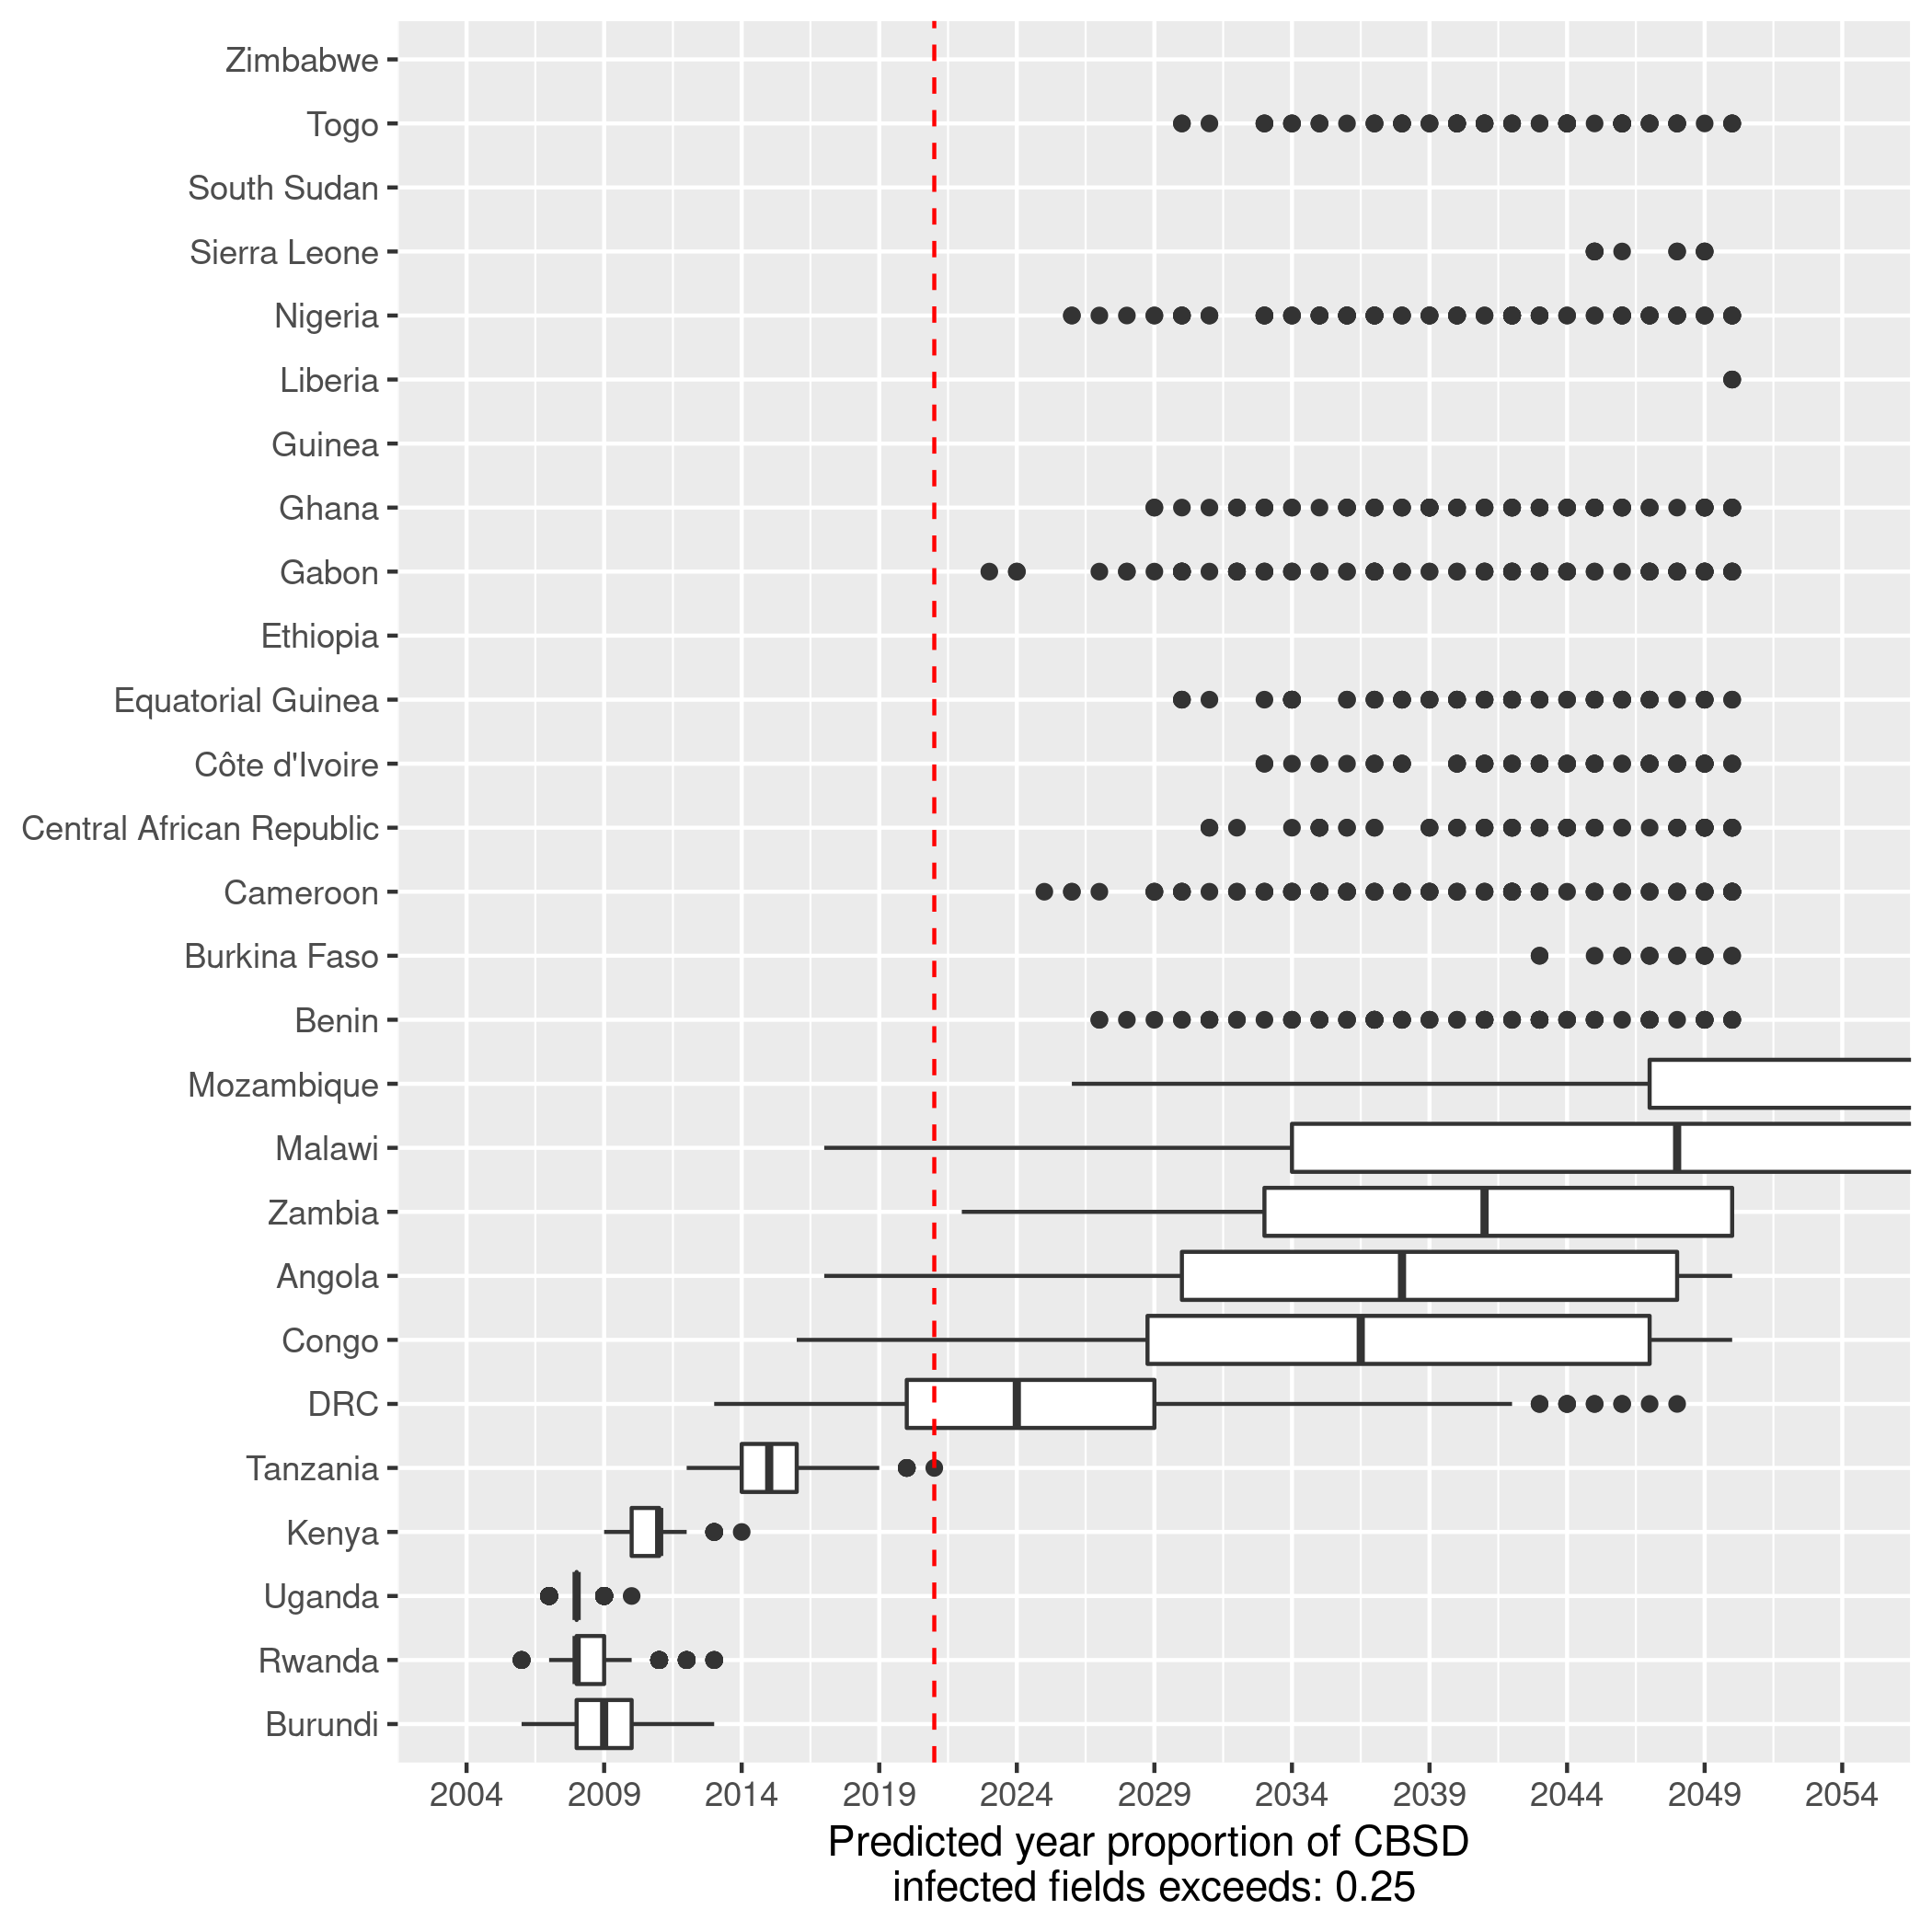 Zimbabwe
Togo
South Sudan
Sierra Leone
Nigeria
Liberia
Guinea
Ghana
Gabon
Ethiopia
Equatorial Guinea
Côte d'Ivoire
Central African Republic
Cameroon
Burkina Faso
Benin
Mozambique
Malawi
Zambia
Angola
Congo
DRC
Tanzania
Kenya
Uganda
Rwanda
Burundi
2004 2009 2014 2019 2024 2029 2034 2039 2044 2049 2054
Predicted year proportion of CBSD
infected fields exceeds: 0.25